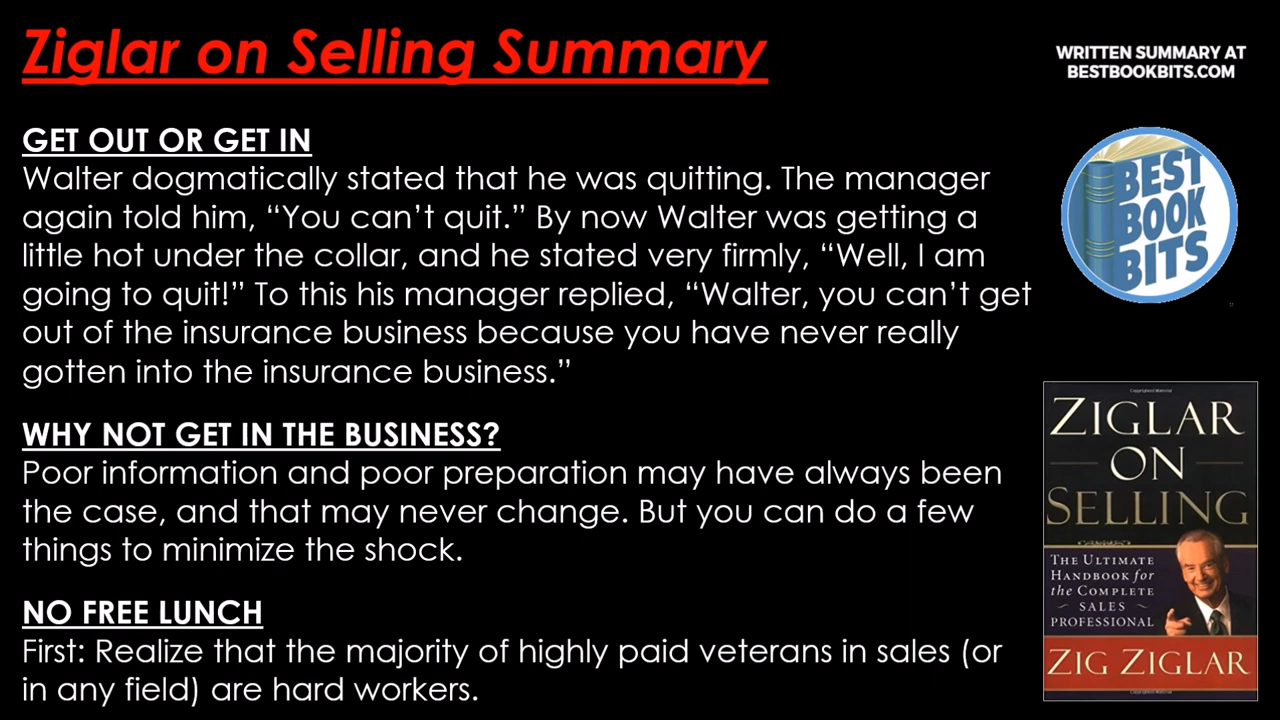 Ziglar on Selling Summary
WRITTEN SUMMARY AT
BESTBOOKBITS.COM
GET OUT OR GET IN
Walter dogmatically stated that he was quitting. The manager
again told him, “You can’t quit.” By now Walter was getting a
little hot under the collar, and he stated very firmly, “Well, I am
going to quit!” To this his manager replied, “Walter, you can’t get
out of the insurance business because you have never really
gotten into the insurance business.”
WHY NOT GET IN THE BUSINESS?
Poor information and poor preparation may have always been
the case, and that may never change. But you can do a few
things to minimize the shock.
NO FREE LUNCH
First: Realize that the majority of highly paid veterans in sales (or
in any field) are hard workers.
BEST
BOOK
BITS
Copyrighted Material
ZIGLAR
ON
SELLING
THE ULTIMATE
HANDBOOK for
the COMPLETE
SALES
PROFESSIONAL
ZIG ZIGLAR
Copyrighted Material